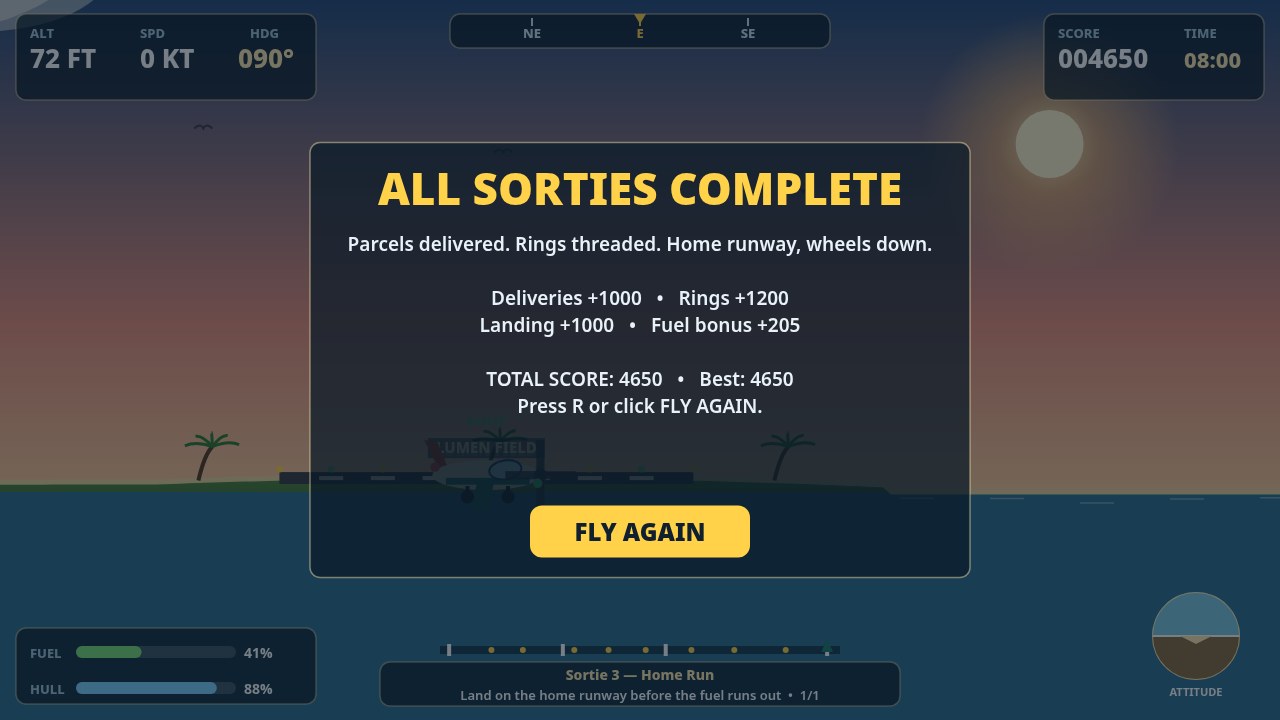 ALT SPD HDG
72 FT 0 KT 090°
NE E SE
SCORE TIME
004650 08:00
ALL SORTIES COMPLETE
Parcels delivered. Rings threaded. Home runway, wheels down.
Deliveries +1000 • Rings +1200
Landing +1000 • Fuel bonus +205
TOTAL SCORE: 4650 • Best: 4650
Press R or click FLY AGAIN.
FIELD
FLY AGAIN
FUEL 41%
HULL 88%
Sortie 3 — Home Run
Land on the home runway before the fuel runs out • 1/1
ATTITUDE